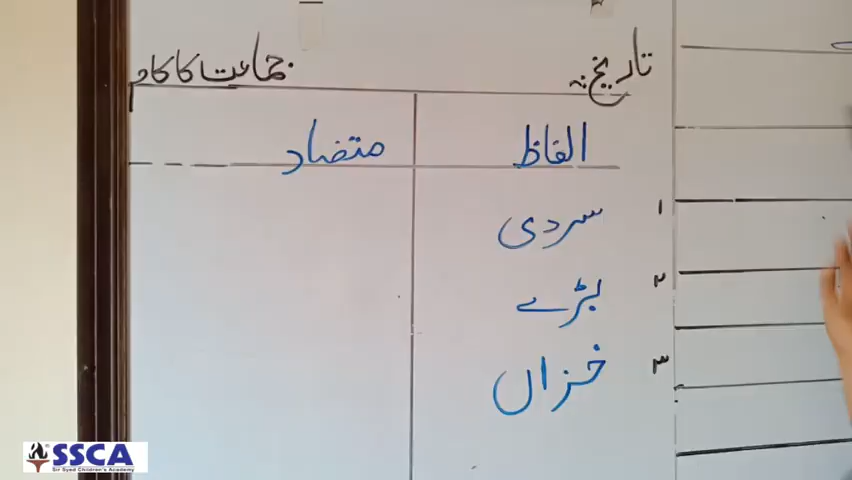 تاریخ: جماعت کا کام
الفاظ متضاد
۱ سردی
۲ بڑے
۳ خزاں
SSCA
Sir Syed Children's Academy